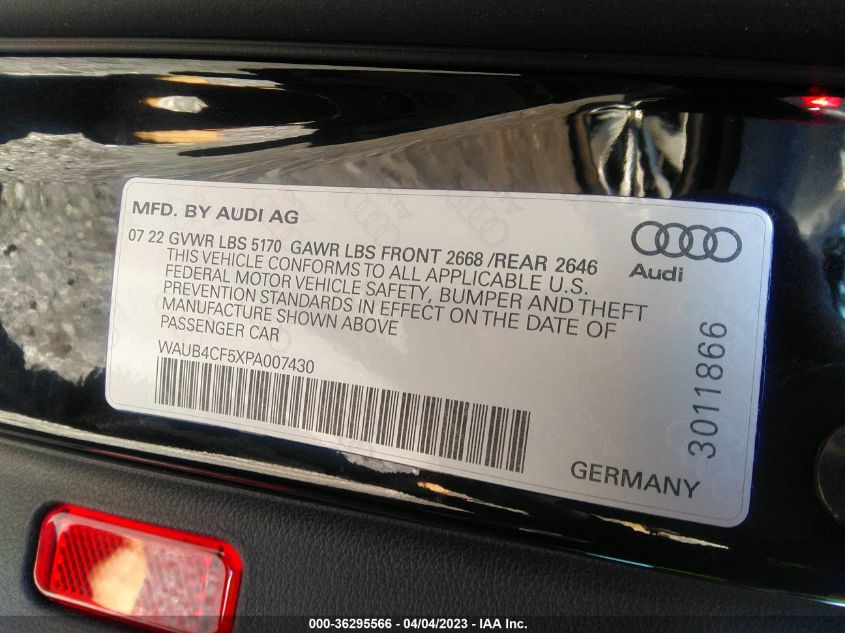 MFD. BY AUDI AG
07 22 GVWR LBS 5170 GAWR LBS FRONT 2668 /REAR 2646
THIS VEHICLE CONFORMS TO ALL APPLICABLE U.S.
FEDERAL MOTOR VEHICLE SAFETY, BUMPER AND THEFT
PREVENTION STANDARDS IN EFFECT ON THE DATE OF
MANUFACTURE SHOWN ABOVE
PASSENGER CAR
WAUB4CF5XPA007430
Audi
3011866
GERMANY
000-36295566 - 04/04/2023 - IAA Inc.